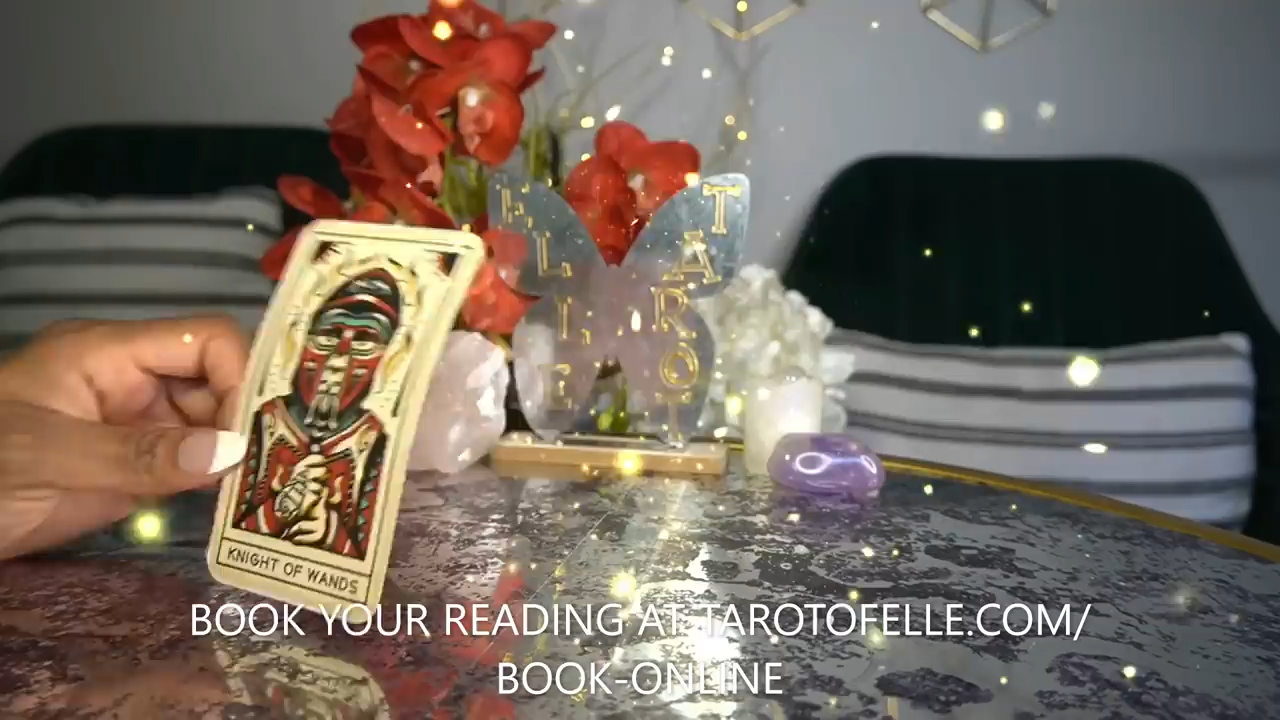 ELLE
TAROT
KNIGHT OF WANDS
BOOK YOUR READING AT TAROTOFELLE.COM/
BOOK-ONLINE